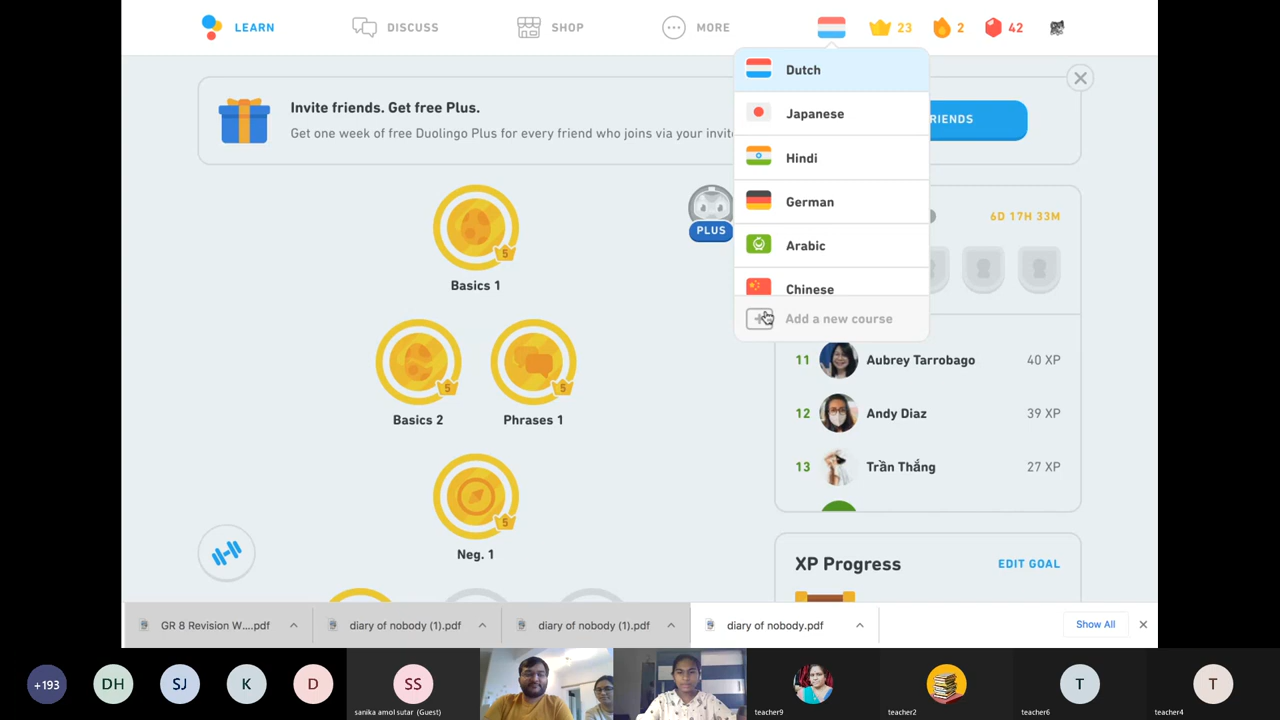 LEARN
DISCUSS
SHOP
MORE
23
2
42
Dutch
Japanese
Hindi
German
Arabic
Chinese
Add a new course
Invite friends. Get free Plus.
Get one week of free Duolingo Plus for every friend who joins via your
RIENDS
PLUS
5
Basics 1
5
Basics 2
5
Phrases 1
5
Neg. 1
6D 17H 33M
11 Aubrey Tarrobago 40 XP
12 Andy Diaz 39 XP
13 Trần Thắng 27 XP
XP Progress
EDIT GOAL
GR 8 Revision W....pdf
diary of nobody (1).pdf
diary of nobody (1).pdf
diary of nobody.pdf
Show All
+193
DH
SJ
K
D
SS
sanika amol sutar (Guest)
teacher9
teacher2
T
teacher6
T
teacher4